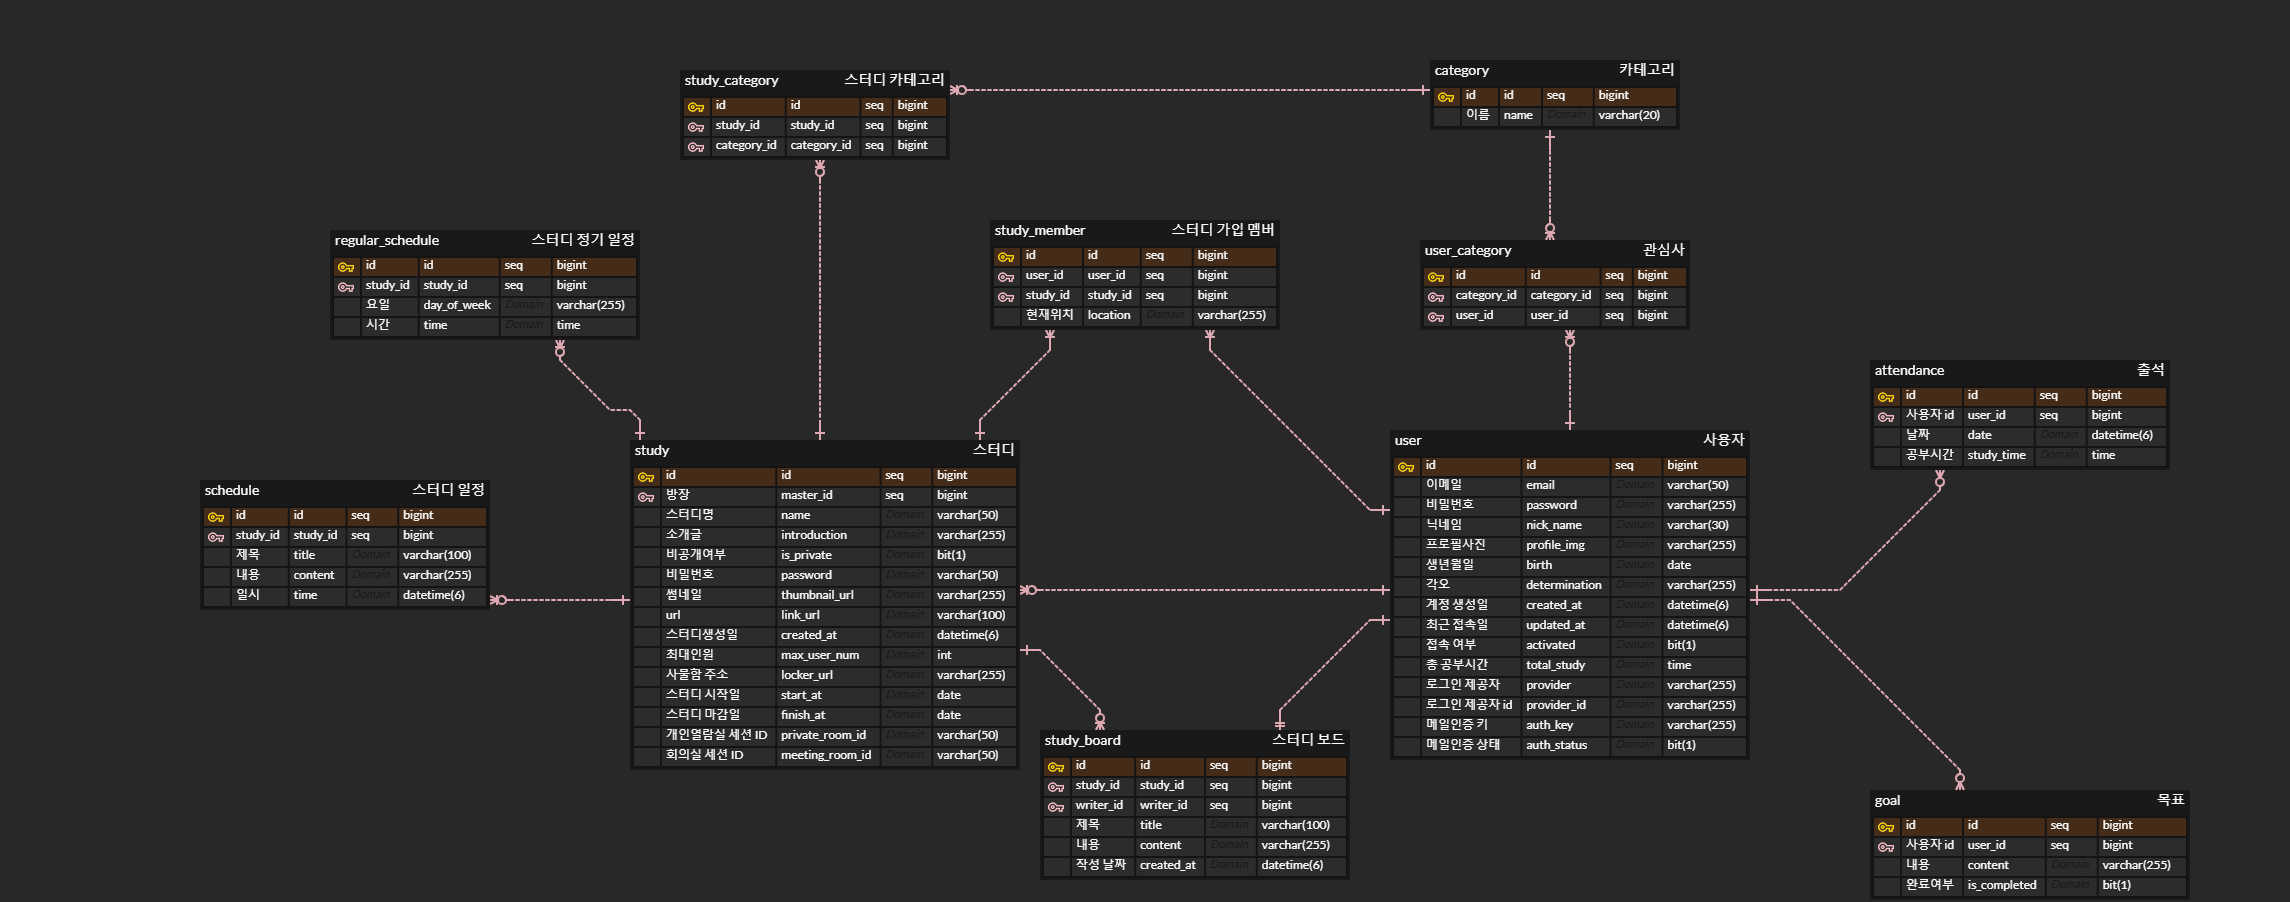 study_category 스터디 카테고리
id id seq bigint
study_id study_id seq bigint
category_id category_id seq bigint
category 카테고리
id id seq bigint
이름 name Domain varchar(20)
regular_schedule 스터디 정기 일정
id id seq bigint
study_id study_id seq bigint
요일 day_of_week Domain varchar(255)
시간 time Domain time
study_member 스터디 가입 멤버
id id seq bigint
user_id user_id seq bigint
study_id study_id seq bigint
현재위치 location Domain varchar(255)
user_category 관심사
id id seq bigint
category_id category_id seq bigint
user_id user_id seq bigint
attendance 출석
id id seq bigint
사용자 id user_id seq bigint
날짜 date Domain datetime(6)
공부시간 study_time Domain time
schedule 스터디 일정
id id seq bigint
study_id study_id seq bigint
제목 title Domain varchar(100)
내용 content Domain varchar(255)
일시 time Domain datetime(6)
study 스터디
id id seq bigint
방장 master_id seq bigint
스터디명 name Domain varchar(50)
소개글 introduction Domain varchar(255)
비공개여부 is_private Domain bit(1)
비밀번호 password Domain varchar(50)
썸네일 thumbnail_url Domain varchar(255)
url link_url Domain varchar(100)
스터디생성일 created_at Domain datetime(6)
최대인원 max_user_num Domain int
사물함 주소 locker_url Domain varchar(255)
스터디 시작일 start_at Domain date
스터디 마감일 finish_at Domain date
개인열람실 세션 ID private_room_id Domain varchar(50)
회의실 세션 ID meeting_room_id Domain varchar(50)
user 사용자
id id seq bigint
이메일 email Domain varchar(50)
비밀번호 password Domain varchar(255)
닉네임 nick_name Domain varchar(30)
프로필사진 profile_img Domain varchar(255)
생년월일 birth Domain date
각오 determination Domain varchar(255)
계정 생성일 created_at Domain datetime(6)
최근 접속일 updated_at Domain datetime(6)
접속 여부 activated Domain bit(1)
총 공부시간 total_study Domain time
로그인 제공자 provider Domain varchar(255)
로그인 제공자 id provider_id Domain varchar(255)
메일인증 키 auth_key Domain varchar(255)
메일인증 상태 auth_status Domain bit(1)
study_board 스터디 보드
id id seq bigint
study_id study_id seq bigint
writer_id writer_id seq bigint
제목 title Domain varchar(100)
내용 content Domain varchar(255)
작성 날짜 created_at Domain datetime(6)
goal 목표
id id seq bigint
사용자 id user_id seq bigint
내용 content Domain varchar(255)
완료여부 is_completed Domain bit(1)